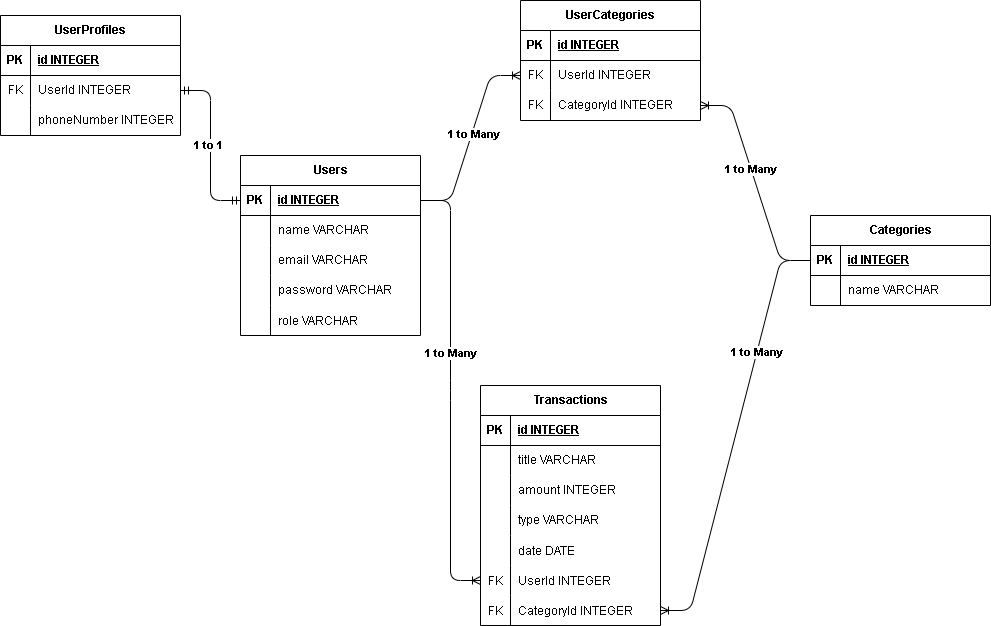 UserProfiles
PK id INTEGER
FK UserId INTEGER
phoneNumber INTEGER
1 to 1
Users
PK id INTEGER
name VARCHAR
email VARCHAR
password VARCHAR
role VARCHAR
UserCategories
PK id INTEGER
FK UserId INTEGER
FK CategoryId INTEGER
1 to Many
1 to Many
Categories
PK id INTEGER
name VARCHAR
1 to Many
1 to Many
Transactions
PK id INTEGER
title VARCHAR
amount INTEGER
type VARCHAR
date DATE
FK UserId INTEGER
FK CategoryId INTEGER